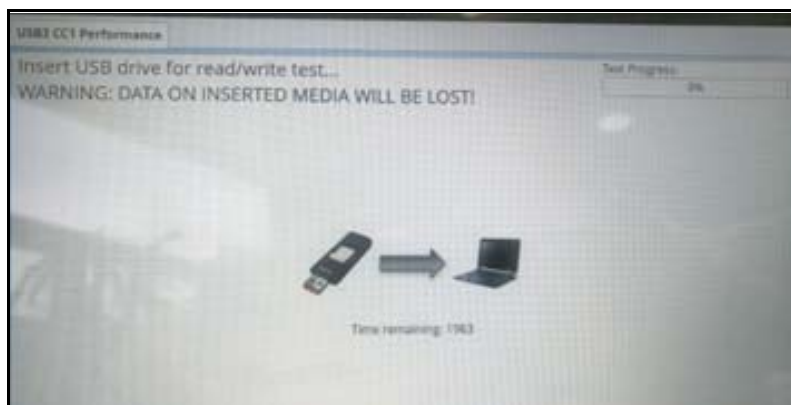 USB3 CC1 Performance
Insert USB drive for read/write test...
WARNING: DATA ON INSERTED MEDIA WILL BE LOST!
Test Progress:
0%
Time remaining: 1963